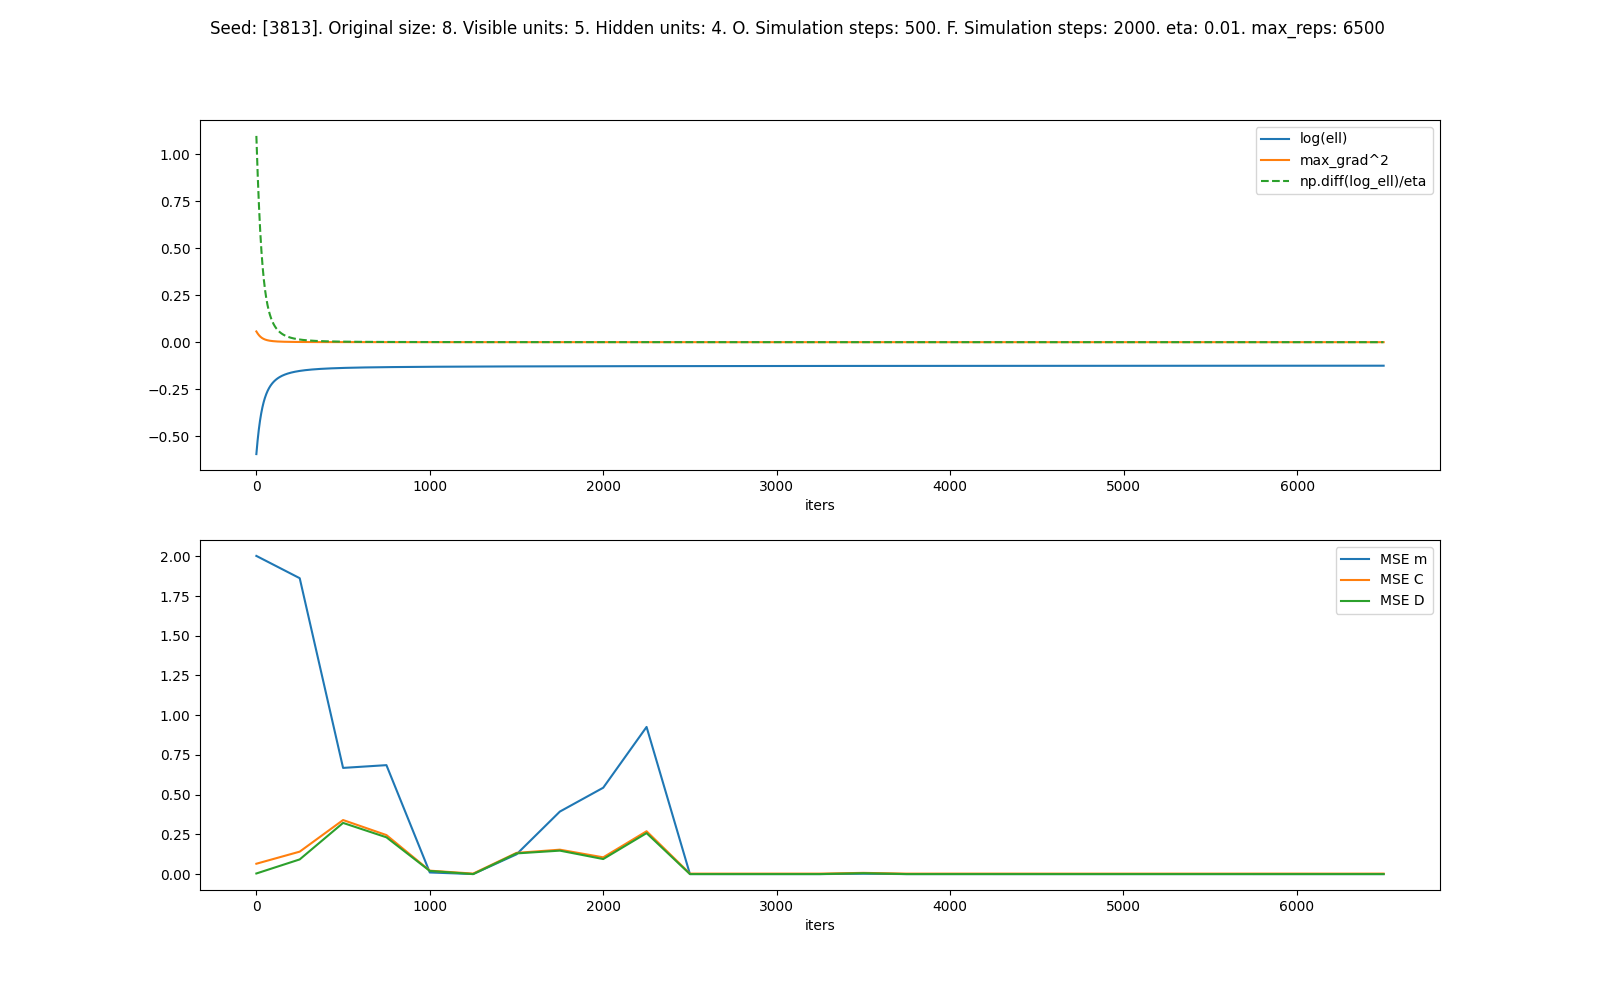 Seed: [3813]. Original size: 8. Visible units: 5. Hidden units: 4. O. Simulation steps: 500. F. Simulation steps: 2000. eta: 0.01. max_reps: 6500
log(ell)
max_grad^2
np.diff(log_ell)/eta
1.00
0.75
0.50
0.25
0.00
−0.25
−0.50
0 1000 2000 3000 4000 5000 6000
iters
MSE m
MSE C
MSE D
2.00
1.75
1.50
1.25
1.00
0.75
0.50
0.25
0.00
0 1000 2000 3000 4000 5000 6000
iters